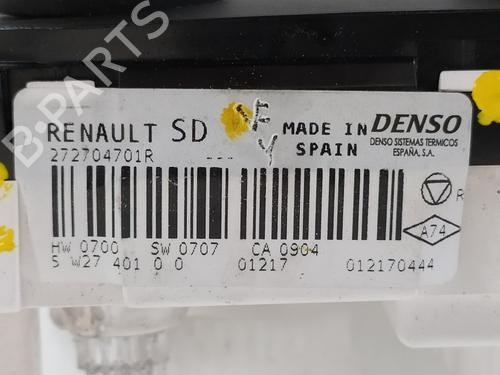 RENAULT SD
MADE IN
SPAIN
DENSO
DENSO SISTEMAS TERMICOS
ESPAÑA, S.A.
272704701R ---
R
A74
HW 0700 SW 0707 CA 0904
S W27 401 0 0 01217 012170444
B-PARTS